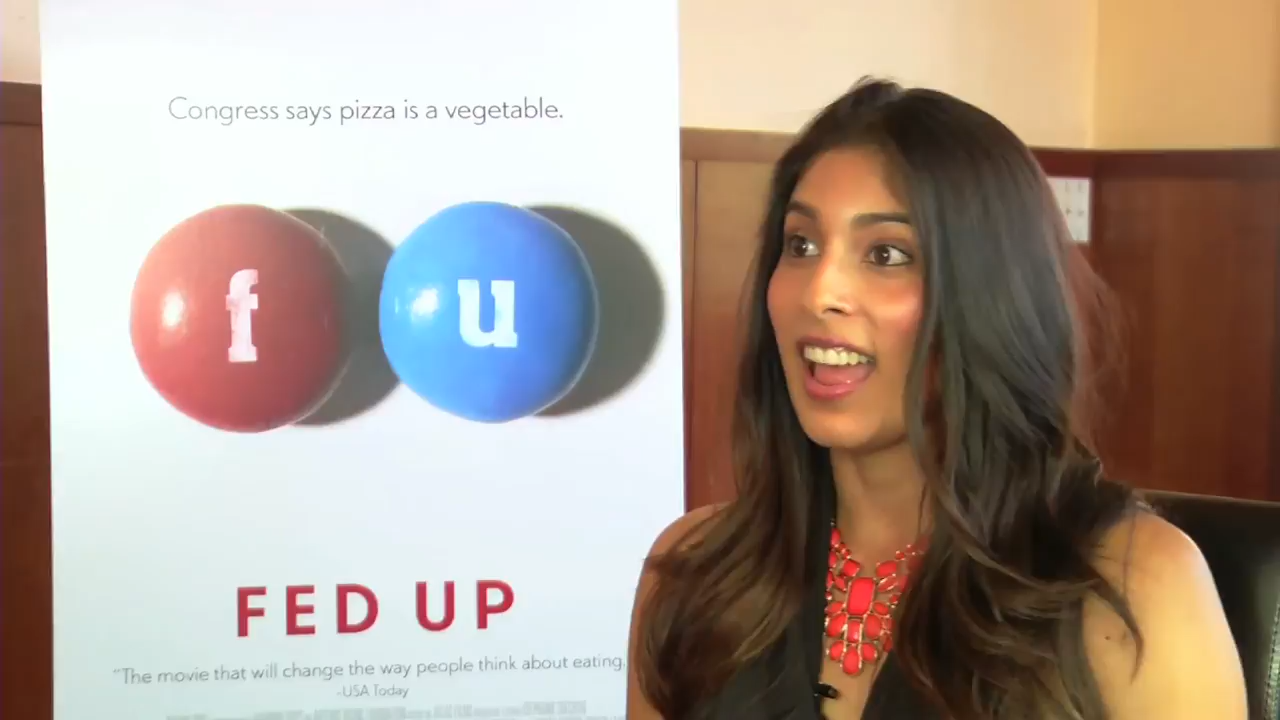 Congress says pizza is a vegetable.
f u
FED UP
"The movie that will change the way people think about eating.
-USA Today